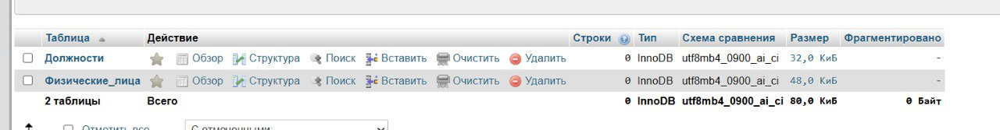 Таблица Действие Строки Тип Схема сравнения Размер Фрагментировано
Должности Обзор Структура Поиск Вставить Очистить Удалить 0 InnoDB utf8mb4_0900_ai_ci 32,0 КиБ -
Физические_лица Обзор Структура Поиск Вставить Очистить Удалить 0 InnoDB utf8mb4_0900_ai_ci 48,0 КиБ -
2 таблицы Всего 0 InnoDB utf8mb4_0900_ai_ci 80,0 КиБ 0 Байт
Отметить все С отмеченными: